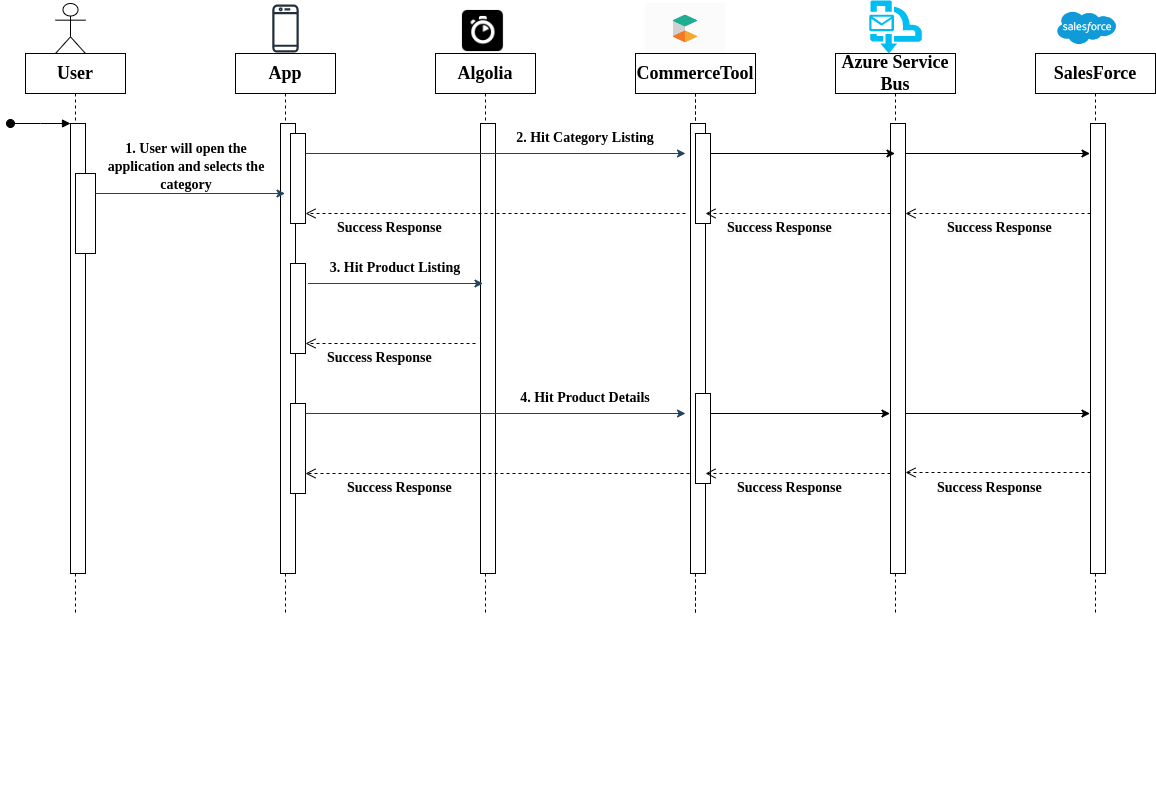 salesforce
User
App
Algolia
CommerceTool
Azure Service
Bus
SalesForce
1. User will open the
application and selects the
category
2. Hit Category Listing
Success Response
Success Response
Success Response
3. Hit Product Listing
Success Response
4. Hit Product Details
Success Response
Success Response
Success Response